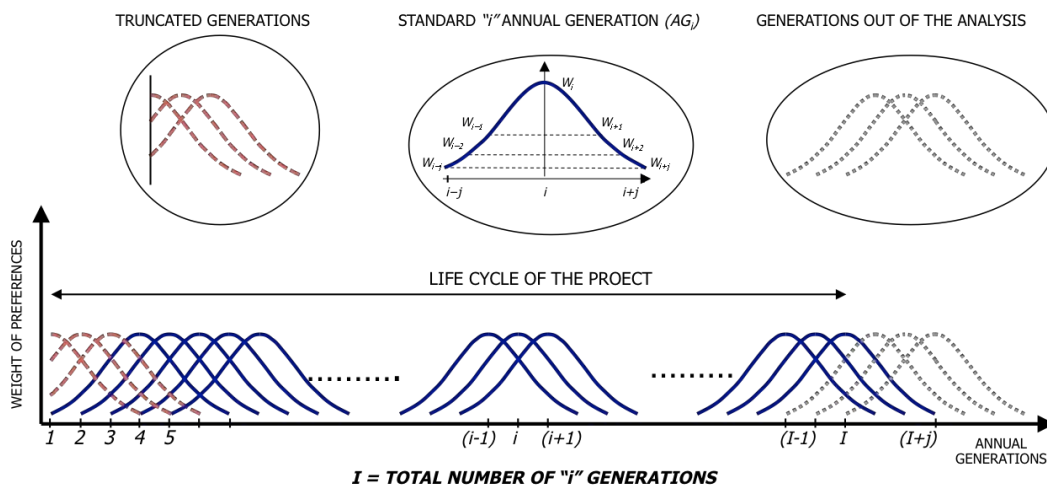 TRUNCATED GENERATIONS
STANDARD “i” ANNUAL GENERATION (AGi)
GENERATIONS OUT OF THE ANALYSIS
Wi
Wi−1
Wi+1
Wi−2
Wi+2
Wi−j
Wi+j
i−j
i
i+j
WEIGHT OF PREFERENCES
LIFE CYCLE OF THE PROECT
1 2 3 4 5 (i-1) i (i+1) (I-1) I (I+j)
ANNUAL
GENERATIONS
I = TOTAL NUMBER OF “i” GENERATIONS